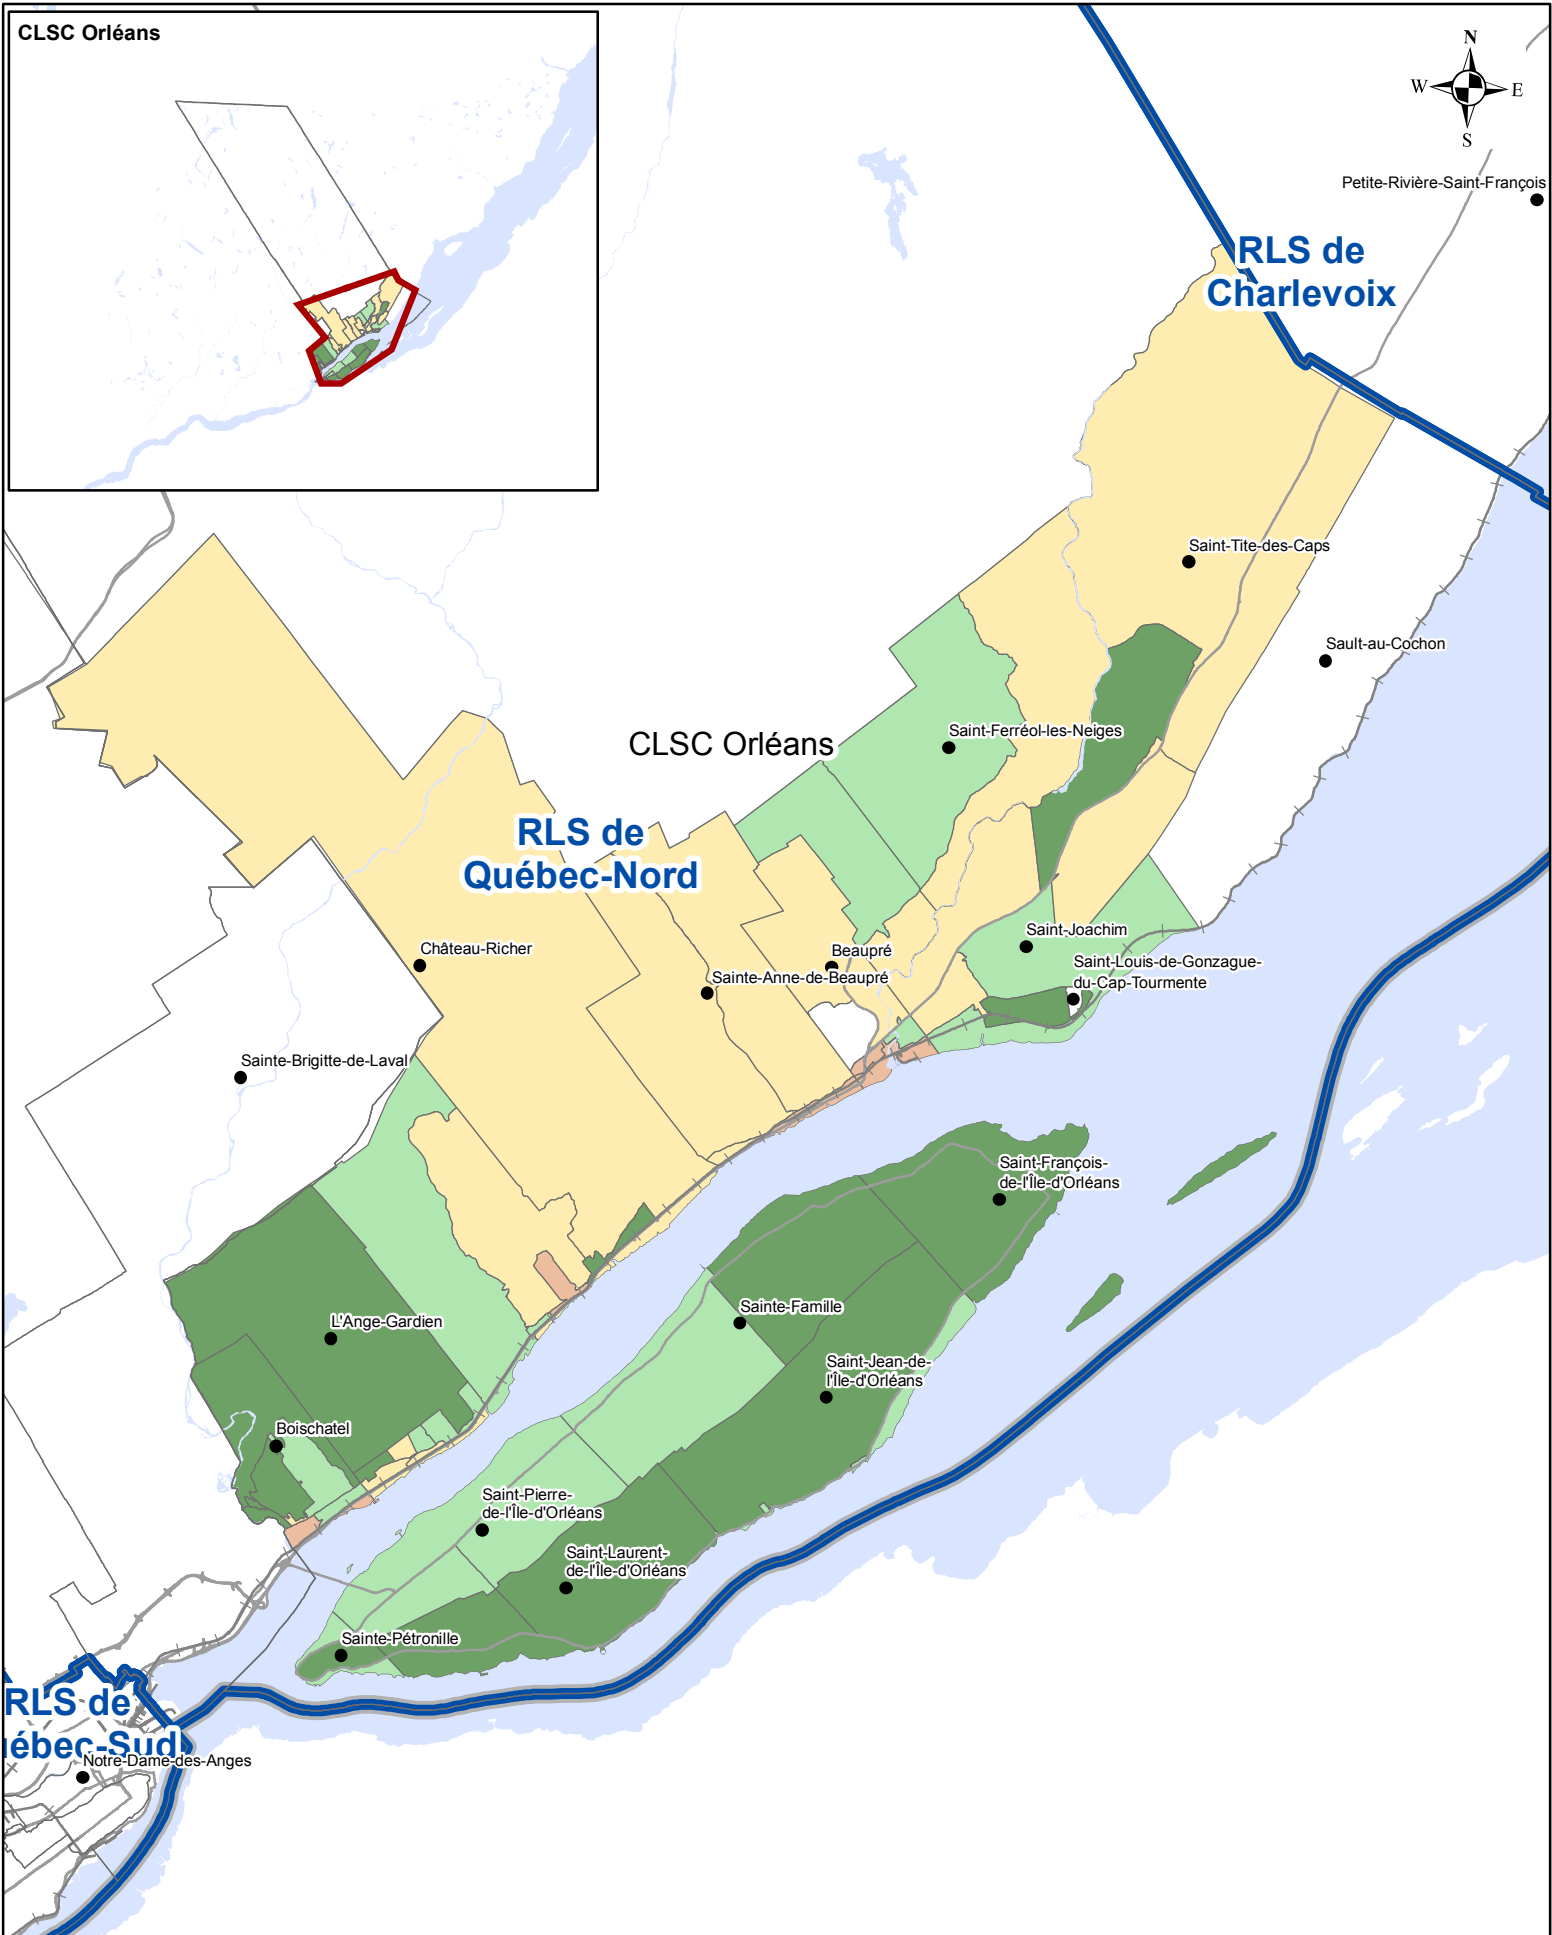 CLSC Orléans
N
W
E
S
Petite-Rivière-Saint-François
RLS de
Charlevoix
Saint-Tite-des-Caps
Sault-au-Cochon
Saint-Ferréol-les-Neiges
CLSC Orléans
RLS de
Québec-Nord
Château-Richer
Beaupré
Sainte-Anne-de-Beaupré
Saint-Joachim
Saint-Louis-de-Gonzague-
du-Cap-Tourmente
Sainte-Brigitte-de-Laval
Saint-François-
de-l'Île-d'Orléans
Sainte-Famille
L'Ange-Gardien
Saint-Jean-de-
l'Île-d'Orléans
Boischatel
Saint-Pierre-
de-l'Île-d'Orléans
Saint-Laurent-
de-l'Île-d'Orléans
Sainte-Pétronille
RLS de
ébec-Sud
Notre-Dame-des-Anges